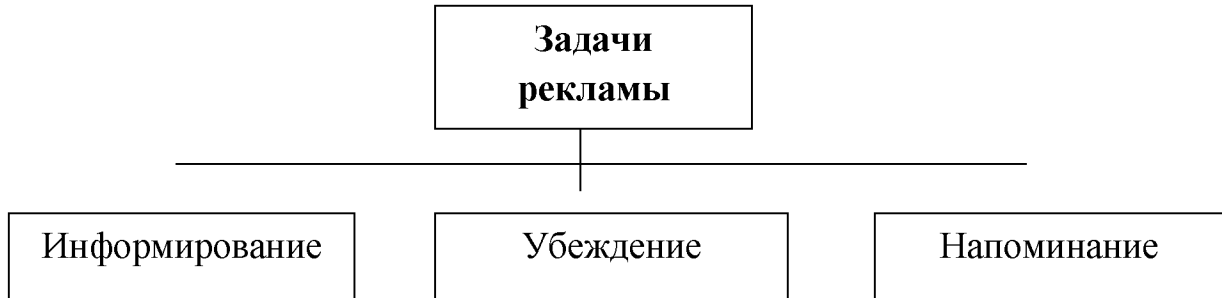 Задачи
рекламы
Информирование
Убеждение
Напоминание